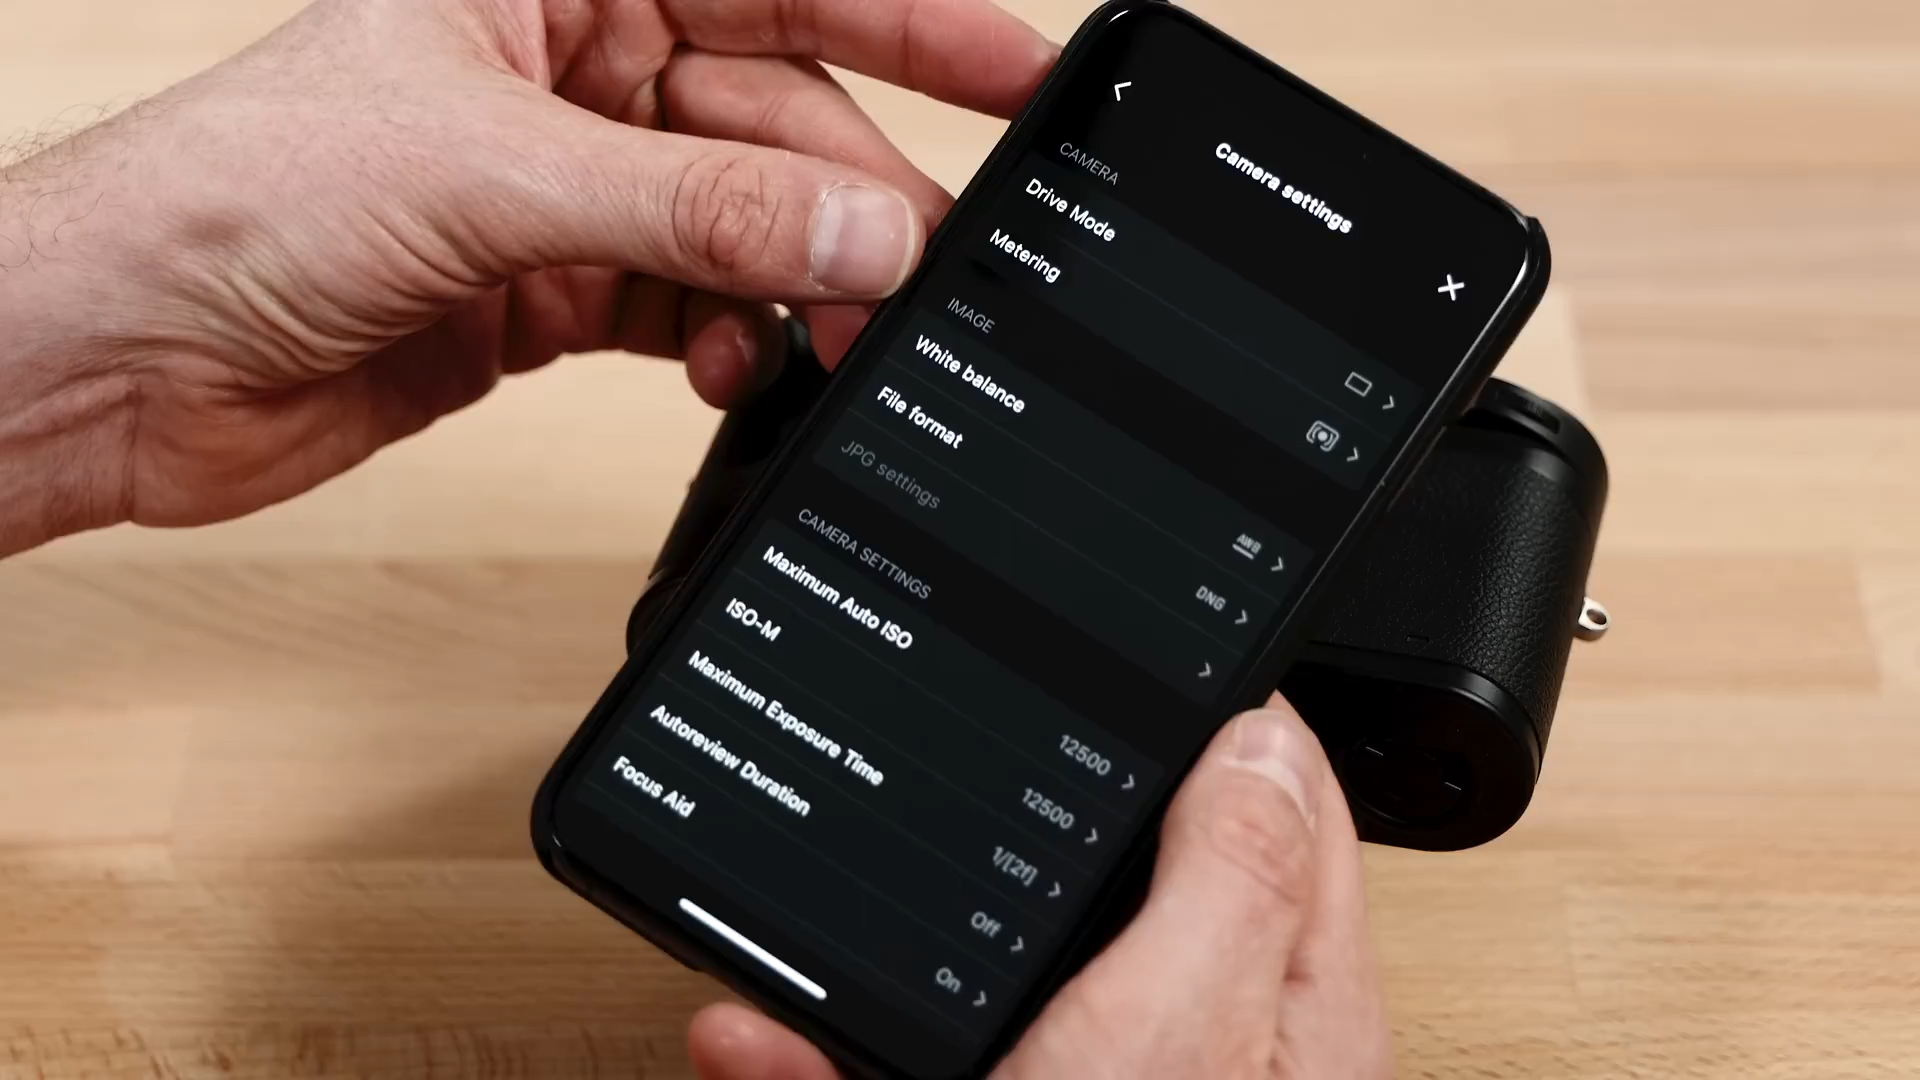 Camera settings
CAMERA
Drive Mode
Metering
IMAGE
White balance AWB
File format DNG
JPG settings
CAMERA SETTINGS
Maximum Auto ISO 12500
ISO-M 12500
Maximum Exposure Time 1/[2f]
Autoreview Duration Off
Focus Aid On